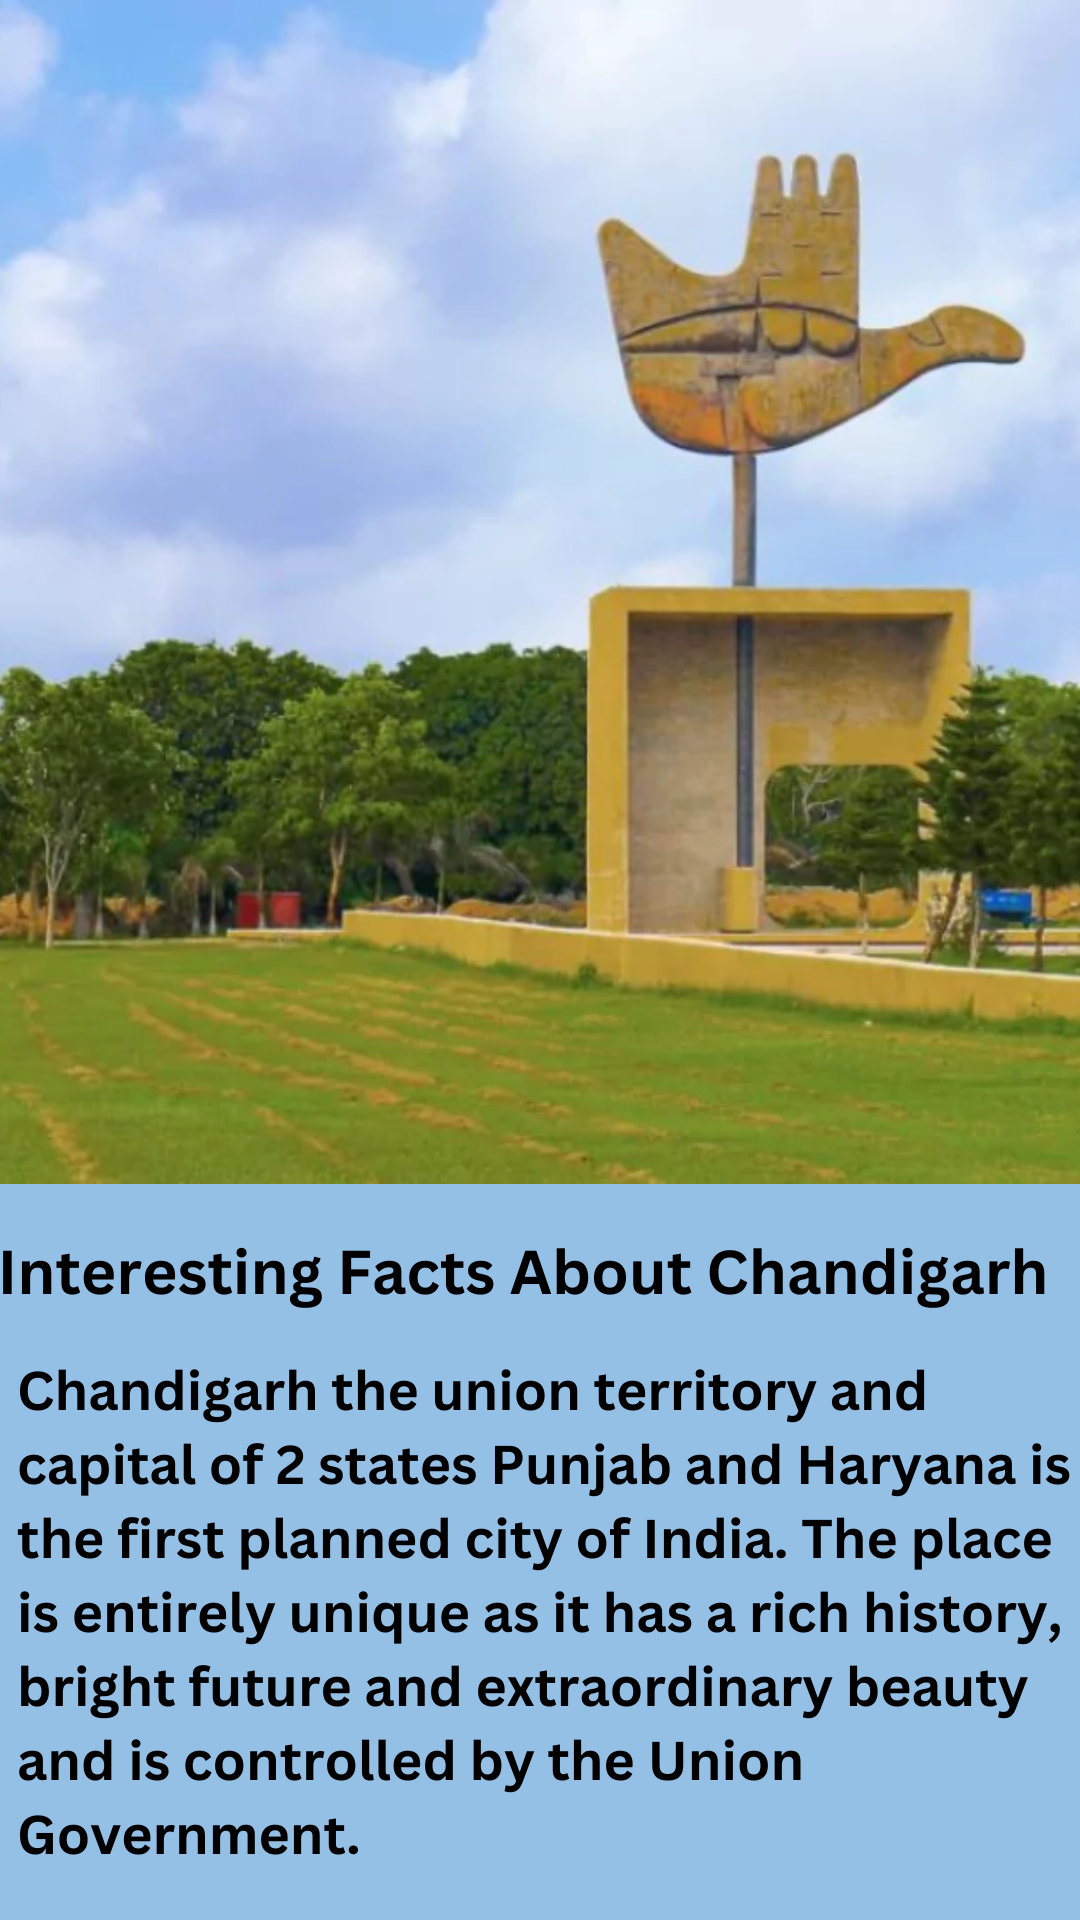 Interesting Facts About Chandigarh
Chandigarh the union territory and
capital of 2 states Punjab and Haryana is
the first planned city of India. The place
is entirely unique as it has a rich history,
bright future and extraordinary beauty
and is controlled by the Union
Government.